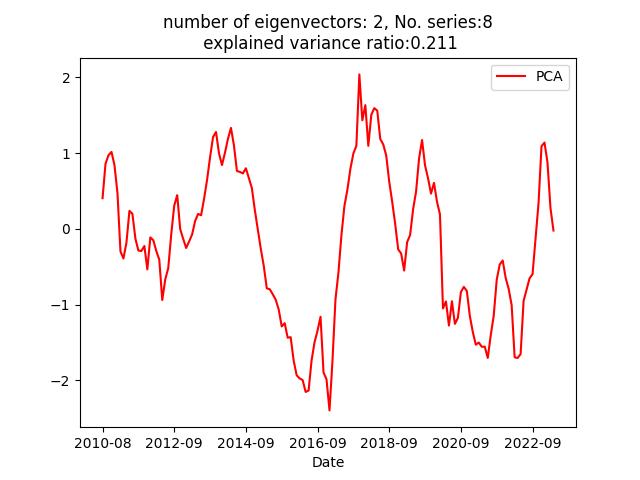 number of eigenvectors: 2, No. series:8
explained variance ratio:0.211
PCA
2
1
0
−1
−2
2010-08 2012-09 2014-09 2016-09 2018-09 2020-09 2022-09
Date